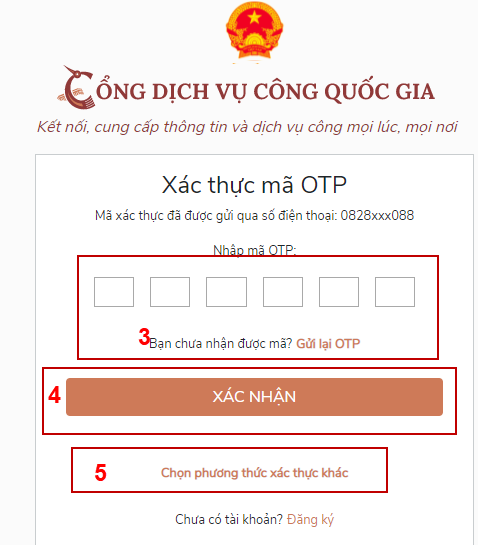 CỔNG DỊCH VỤ CÔNG QUỐC GIA
Kết nối, cung cấp thông tin và dịch vụ công mọi lúc, mọi nơi
Xác thực mã OTP
Mã xác thực đã được gửi qua số điện thoại: 0828xxx088
Nhập mã OTP:
3
Bạn chưa nhận được mã? Gửi lại OTP
4
XÁC NHẬN
5
Chọn phương thức xác thực khác
Chưa có tài khoản? Đăng ký